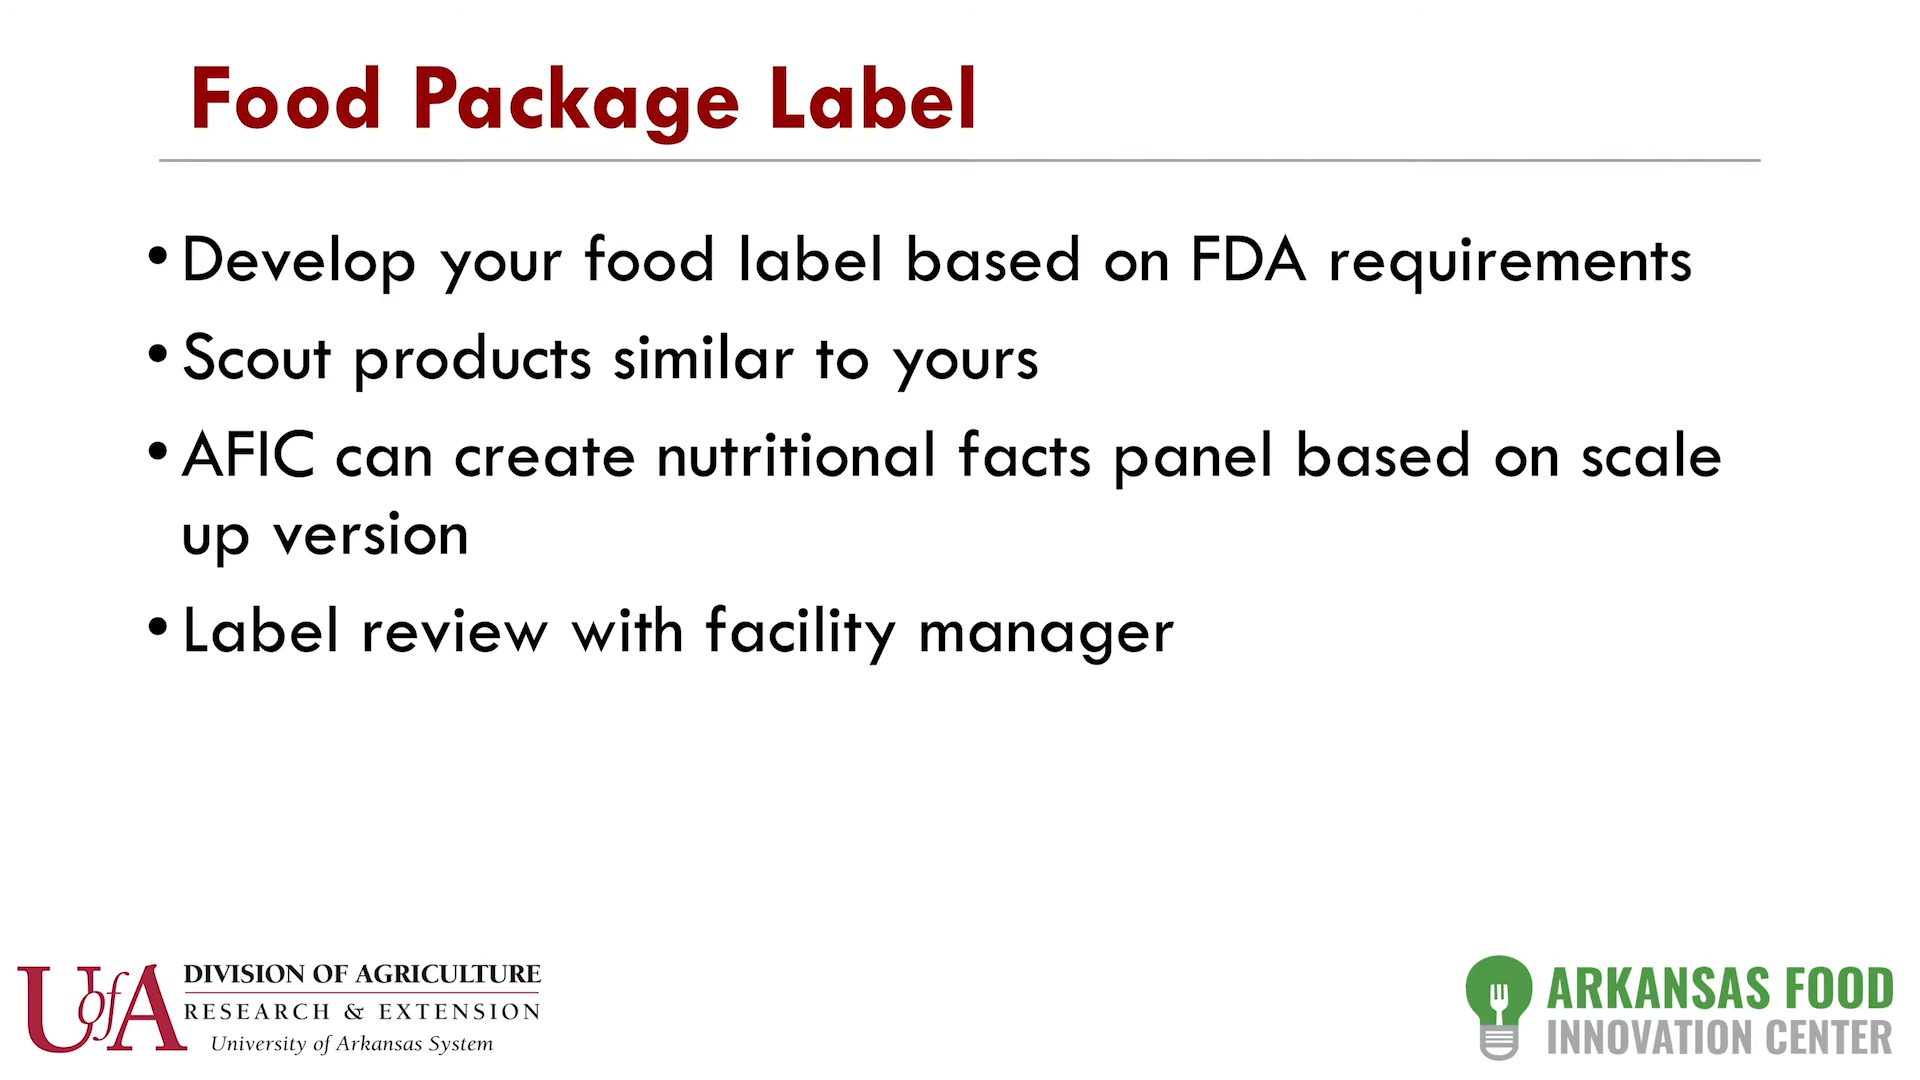 Food Package Label
• Develop your food label based on FDA requirements
• Scout products similar to yours
• AFIC can create nutritional facts panel based on scale
up version
• Label review with facility manager
UofA DIVISION OF AGRICULTURE
RESEARCH & EXTENSION
University of Arkansas System
ARKANSAS FOOD
INNOVATION CENTER